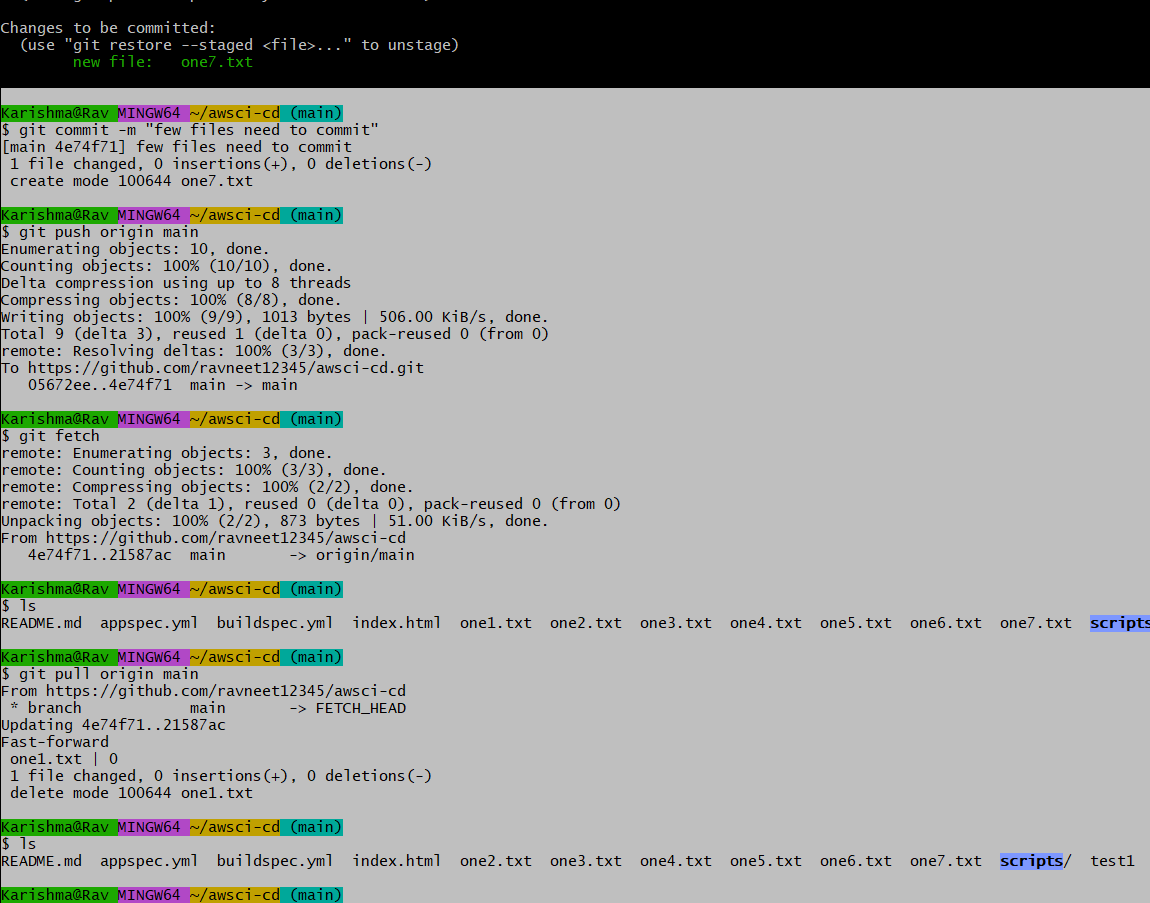 Changes to be committed:
  (use "git restore --staged <file>..." to unstage)
        new file:   one7.txt
Karishma@Rav MINGW64 ~/awsci-cd (main)
$ git commit -m "few files need to commit"
[main 4e74f71] few files need to commit
 1 file changed, 0 insertions(+), 0 deletions(-)
 create mode 100644 one7.txt
Karishma@Rav MINGW64 ~/awsci-cd (main)
$ git push origin main
Enumerating objects: 10, done.
Counting objects: 100% (10/10), done.
Delta compression using up to 8 threads
Compressing objects: 100% (8/8), done.
Writing objects: 100% (9/9), 1013 bytes | 506.00 KiB/s, done.
Total 9 (delta 3), reused 1 (delta 0), pack-reused 0 (from 0)
remote: Resolving deltas: 100% (3/3), done.
To https://github.com/ravneet12345/awsci-cd.git
   05672ee..4e74f71  main -> main
Karishma@Rav MINGW64 ~/awsci-cd (main)
$ git fetch
remote: Enumerating objects: 3, done.
remote: Counting objects: 100% (3/3), done.
remote: Compressing objects: 100% (2/2), done.
remote: Total 2 (delta 1), reused 0 (delta 0), pack-reused 0 (from 0)
Unpacking objects: 100% (2/2), 873 bytes | 51.00 KiB/s, done.
From https://github.com/ravneet12345/awsci-cd
   4e74f71..21587ac  main       -> origin/main
Karishma@Rav MINGW64 ~/awsci-cd (main)
$ ls
README.md  appspec.yml  buildspec.yml  index.html  one1.txt  one2.txt  one3.txt  one4.txt  one5.txt  one6.txt  one7.txt  scripts
Karishma@Rav MINGW64 ~/awsci-cd (main)
$ git pull origin main
From https://github.com/ravneet12345/awsci-cd
 * branch            main       -> FETCH_HEAD
Updating 4e74f71..21587ac
Fast-forward
 one1.txt | 0
 1 file changed, 0 insertions(+), 0 deletions(-)
 delete mode 100644 one1.txt
Karishma@Rav MINGW64 ~/awsci-cd (main)
$ ls
README.md  appspec.yml  buildspec.yml  index.html  one2.txt  one3.txt  one4.txt  one5.txt  one6.txt  one7.txt  scripts/  test1
Karishma@Rav MINGW64 ~/awsci-cd (main)